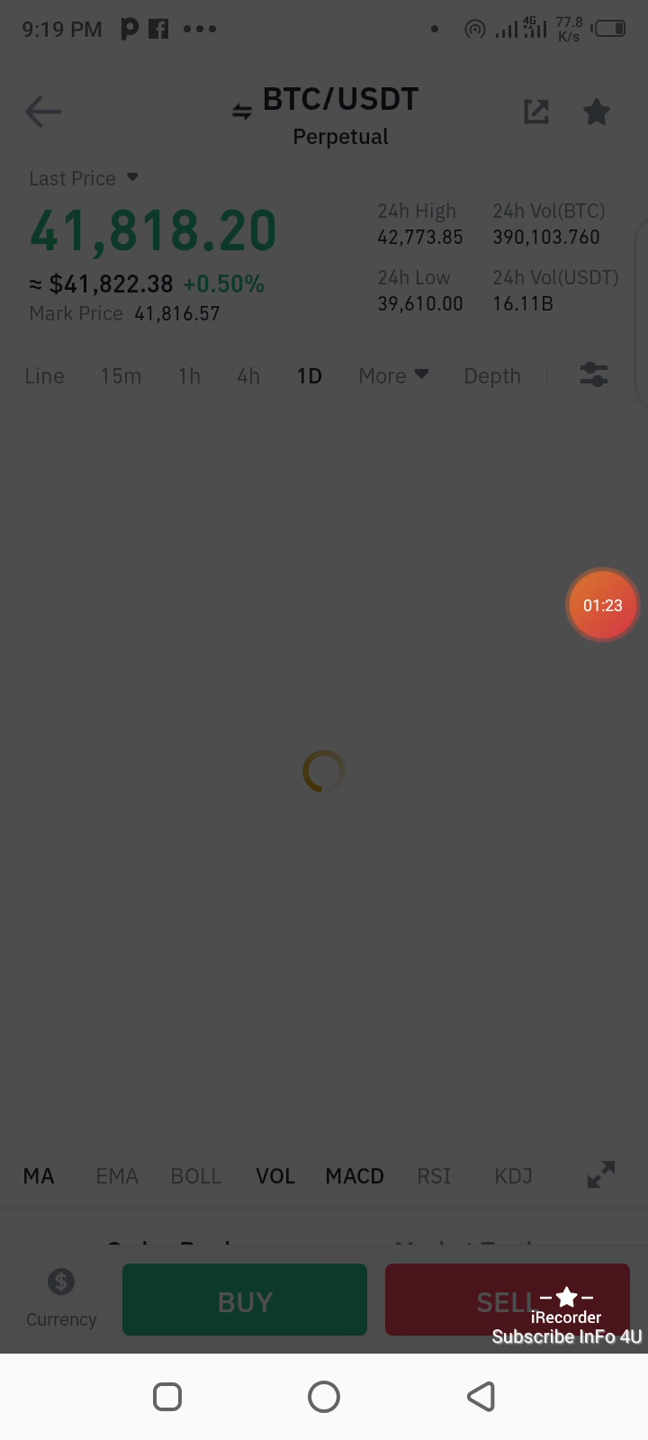 9:19 PM
4G
77.8
K/s
BTC/USDT
Perpetual
Last Price
41,818.20
≈ $41,822.38 +0.50%
Mark Price 41,816.57
24h High
42,773.85
24h Vol(BTC)
390,103.760
24h Low
39,610.00
24h Vol(USDT)
16.11B
Line 15m 1h 4h 1D More Depth
01:23
MA EMA BOLL VOL MACD RSI KDJ
Currency
BUY
SELL
iRecorder
Subscribe InFo 4U